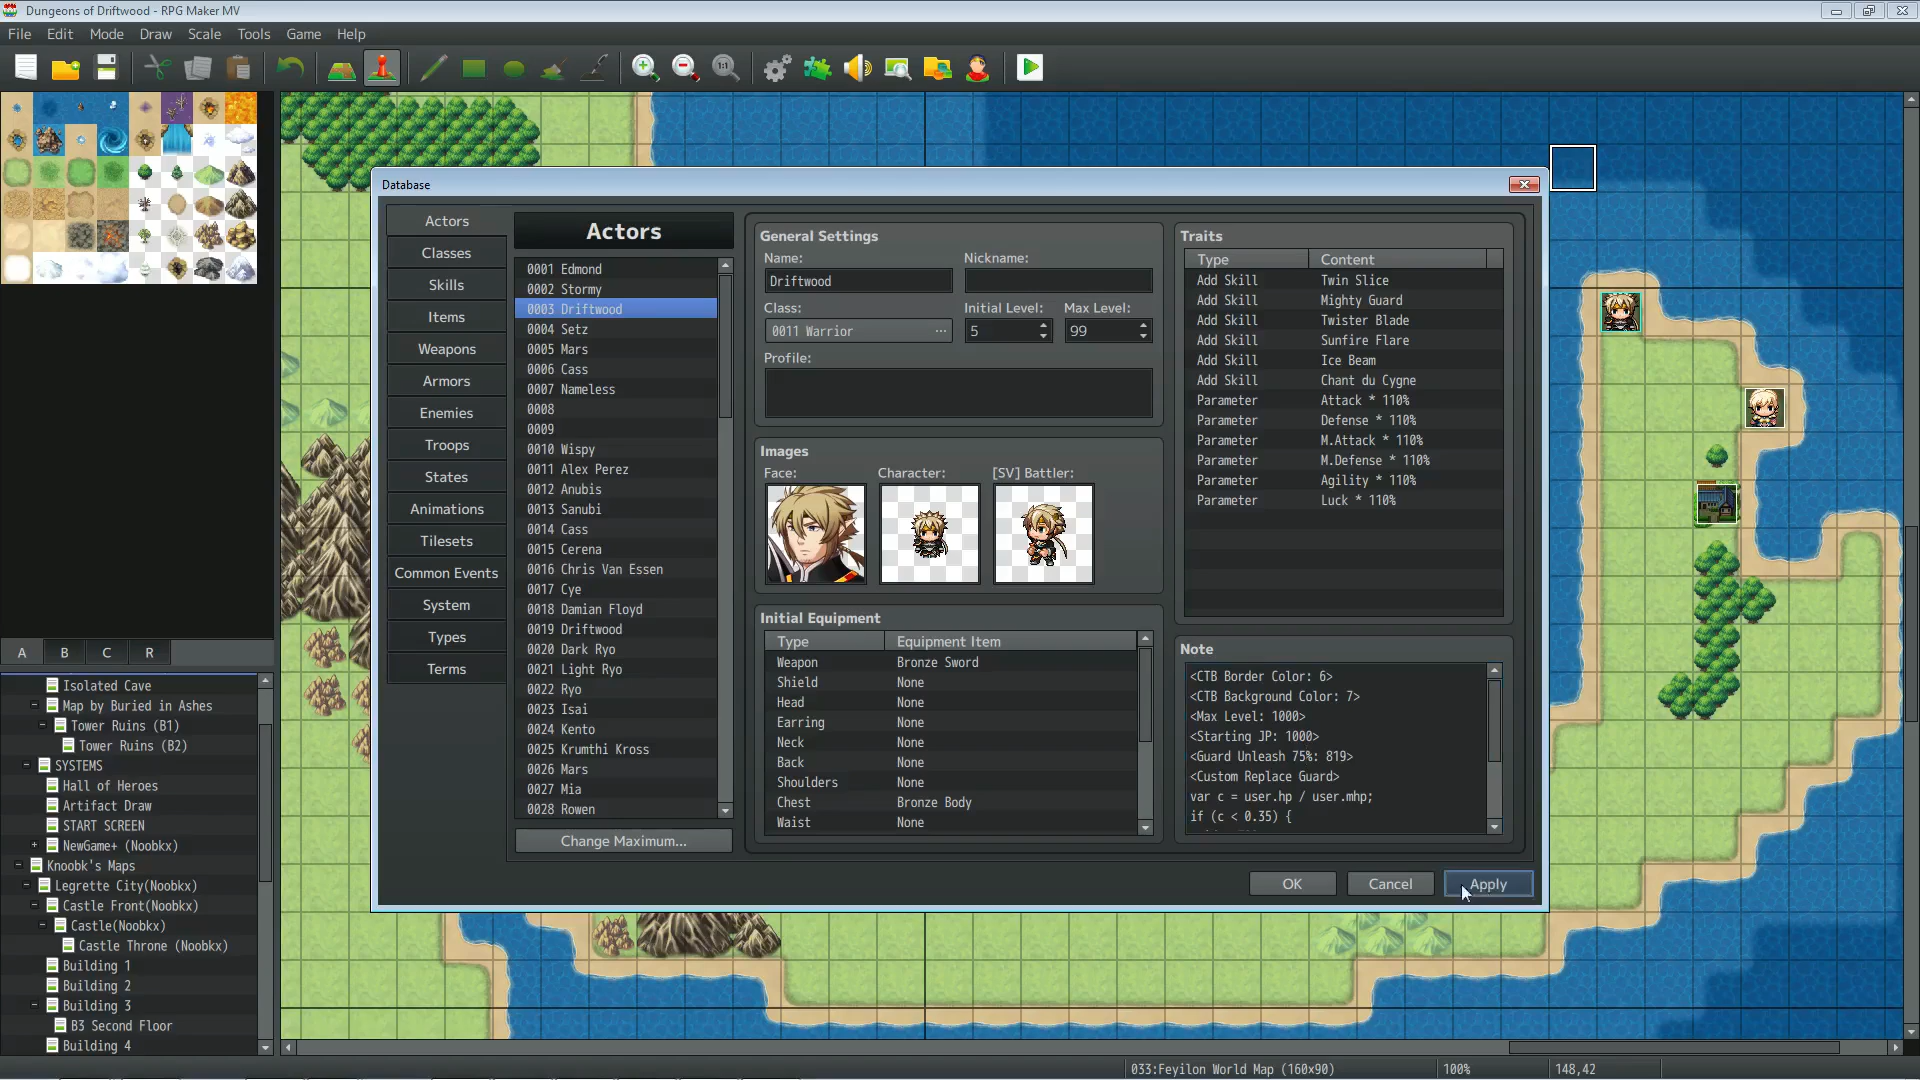 Dungeons of Driftwood - RPG Maker MV
File Edit Mode Draw Scale Tools Game Help
1:1
A B C R
Isolated Cave
Map by Buried in Ashes
Tower Ruins (B1)
Tower Ruins (B2)
SYSTEMS
Hall of Heroes
Artifact Draw
START SCREEN
NewGame+ (Noobkx)
Knoobk's Maps
Legrette City(Noobkx)
Castle Front(Noobkx)
Castle(Noobkx)
Castle Throne (Noobkx)
Building 1
Building 2
Building 3
B3 Second Floor
Building 4
Database
Actors
Classes
Skills
Items
Weapons
Armors
Enemies
Troops
States
Animations
Tilesets
Common Events
System
Types
Terms
Actors
0001 Edmond
0002 Stormy
0003 Driftwood
0004 Setz
0005 Mars
0006 Cass
0007 Nameless
0008
0009
0010 Wispy
0011 Alex Perez
0012 Anubis
0013 Sanubi
0014 Cass
0015 Cerena
0016 Chris Van Essen
0017 Cye
0018 Damian Floyd
0019 Driftwood
0020 Dark Ryo
0021 Light Ryo
0022 Ryo
0023 Isai
0024 Kento
0025 Krumthi Kross
0026 Mars
0027 Mia
0028 Rowen
Change Maximum...
General Settings
Name: Nickname:
Driftwood
Class: Initial Level: Max Level:
0011 Warrior ... 5 99
Profile:
Images
Face: Character: [SV] Battler:
Initial Equipment
Type Equipment Item
Weapon Bronze Sword
Shield None
Head None
Earring None
Neck None
Back None
Shoulders None
Chest Bronze Body
Waist None
Traits
Type Content
Add Skill Twin Slice
Add Skill Mighty Guard
Add Skill Twister Blade
Add Skill Sunfire Flare
Add Skill Ice Beam
Add Skill Chant du Cygne
Parameter Attack * 110%
Parameter Defense * 110%
Parameter M.Attack * 110%
Parameter M.Defense * 110%
Parameter Agility * 110%
Parameter Luck * 110%
Note
<CTB Border Color: 6>
<CTB Background Color: 7>
<Max Level: 1000>
<Starting JP: 1000>
<Guard Unleash 75%: 819>
<Custom Replace Guard>
var c = user.hp / user.mhp;
if (c < 0.35) {
OK Cancel Apply
033:Feyilon World Map (160x90) 100% 148,42